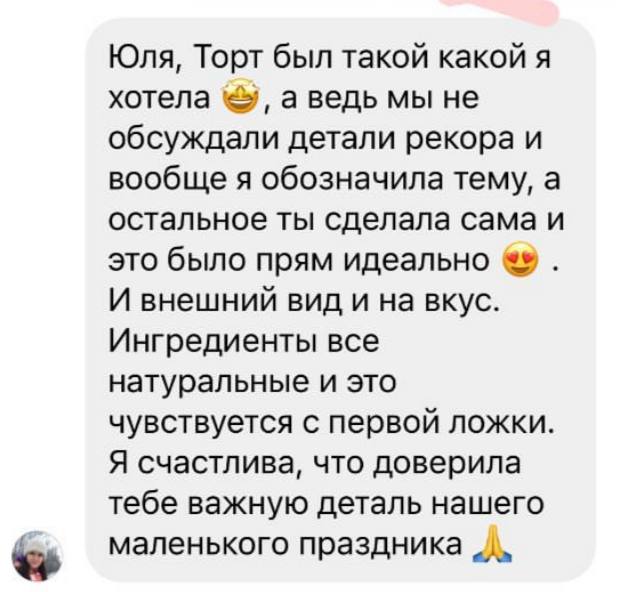 Юля, Торт был такой какой я
хотела 🤩, а ведь мы не
обсуждали детали рекора и
вообще я обозначила тему, а
остальное ты сделала сама и
это было прям идеально 😍 .
И внешний вид и на вкус.
Ингредиенты все
натуральные и это
чувствуется с первой ложки.
Я счастлива, что доверила
тебе важную деталь нашего
маленького праздника 🙏